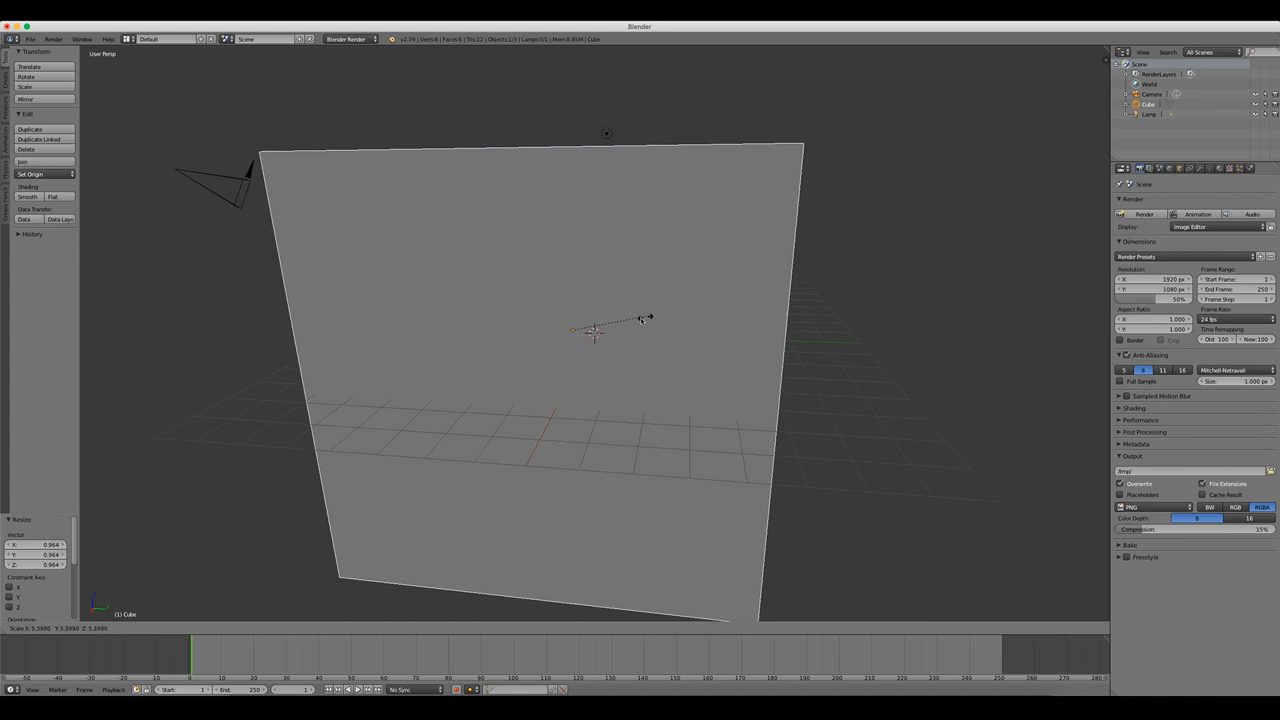 Blender
File Render Window Help Default Scene Blender Render v2.79 | Verts:8 | Faces:6 | Tris:12 | Objects:1/3 | Lamps:0/1 | Mem:8.85M | Cube
User Persp
Tools
Create
Relations
Animation
Physics
Grease Pencil
Transform
Translate
Rotate
Scale
Mirror
Edit
Duplicate
Duplicate Linked
Delete
Join
Set Origin
Shading:
Smooth Flat
Data Transfer:
Data Data Layo
History
Resize
Vector
X: 0.964
Y: 0.964
Z: 0.964
Constraint Axis
X
Y
Z
Orientation
(1) Cube
Scale X: 5.3990 Y: 5.3990 Z: 5.3990
-50 -40 -30 -20 -10 0 10 20 30 40 50 60 70 80 90 100 110 120 130 140 150 160 170 180 190 200 210 220 230 240 250 260 270 280
View Marker Frame Playback Start: 1 End: 250 1 No Sync
View Search All Scenes
Scene
RenderLayers
World
Camera
Cube
Lamp
Scene
Render
Render Animation Audio
Display: Image Editor
Dimensions
Render Presets
Resolution: Frame Range:
X: 1920 px Start Frame: 1
Y: 1080 px End Frame: 250
50% Frame Step: 1
Aspect Ratio: Frame Rate:
X: 1.000 24 fps
Y: 1.000 Time Remapping:
Border Crop Old: 100 New: 100
Anti-Aliasing
5 8 11 16 Mitchell-Netravali
Full Sample Size: 1.000 px
Sampled Motion Blur
Shading
Performance
Post Processing
Metadata
Output
/tmp/
Overwrite File Extensions
Placeholders Cache Result
PNG BW RGB RGBA
Color Depth: 8 16
Compression: 15%
Bake
Freestyle